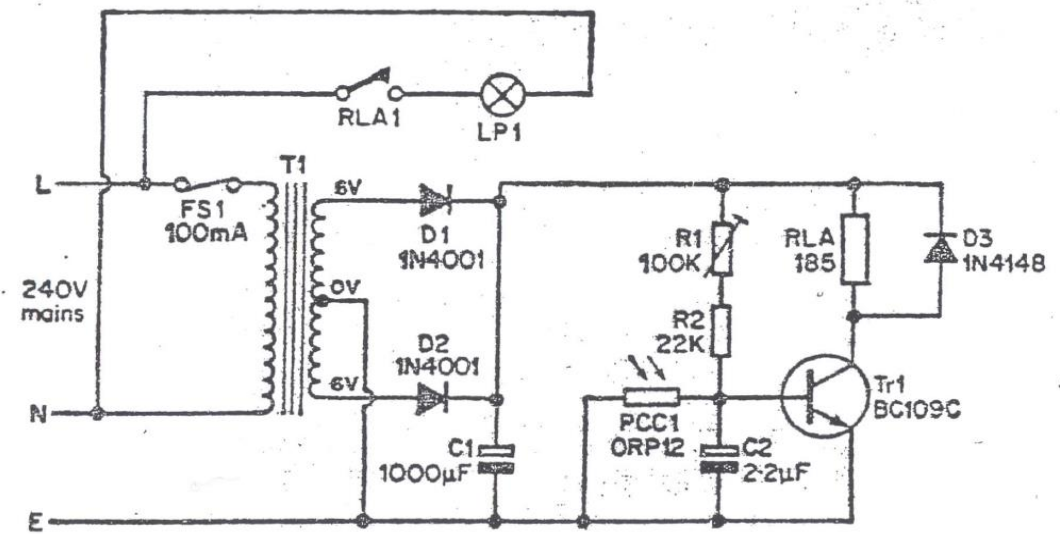 RLA1
LP1
L
T1
6V
FS1
100mA
D1
1N4001
R1
100K
RLA
185
D3
1N4148
0V
240V
mains
R2
22K
D2
1N4001
6V
Tr1
BC109C
N
PCC1
ORP12
C1
1000µF
C2
2·2µF
E